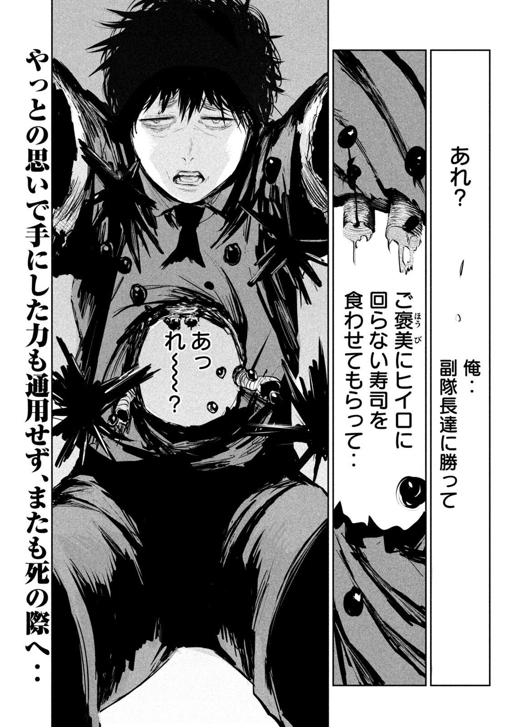 あれ?
俺‥
副隊長達に勝って
ご褒美にヒイロに
ほうび
回らない寿司を
食わせてもらって‥
あっ
れ~~~?
やっとの思いで手にした力も通用せず、またも死の際へ‥